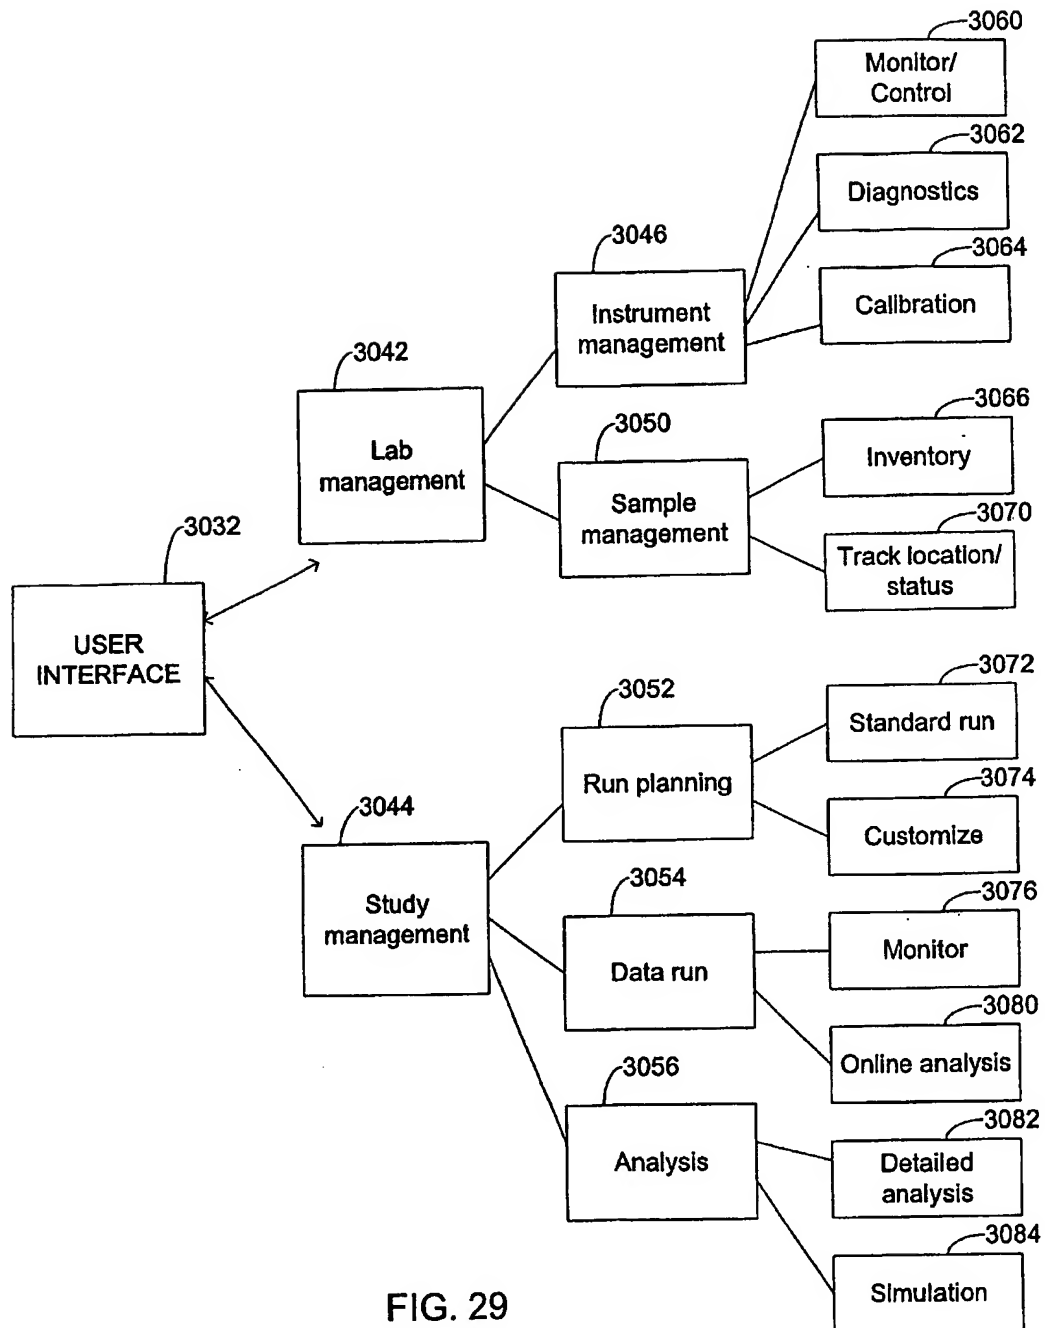 3060
Monitor/
Control
3062
Diagnostics
3046
3064
Instrument
management
Calibration
3042
3066
3050
Lab
management
Inventory
Sample
management
3070
3032
Track location/
status
USER
INTERFACE
3052
3072
Standard run
Run planning
3074
3044
Customize
3054
3076
Study
management
Monitor
Data run
3080
Online analysis
3056
3082
Analysis
Detailed
analysis
3084
Simulation
FIG. 29